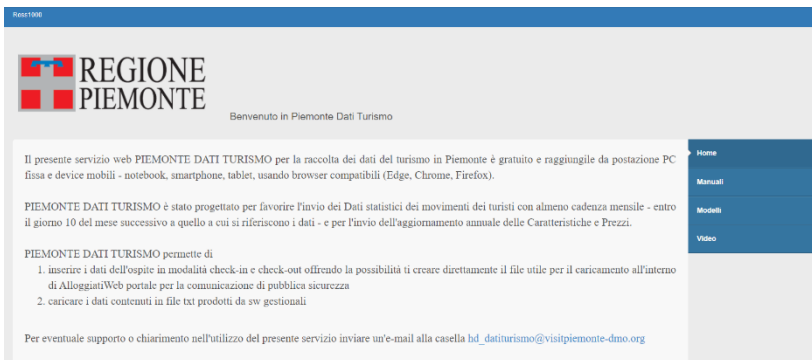 Ross1000
REGIONE
PIEMONTE
Benvenuto in Piemonte Dati Turismo
Il presente servizio web PIEMONTE DATI TURISMO per la raccolta dei dati del turismo in Piemonte è gratuito e raggiungile da postazione PC
fissa e device mobili - notebook, smartphone, tablet, usando browser compatibili (Edge, Chrome, Firefox).
PIEMONTE DATI TURISMO è stato progettato per favorire l'invio dei Dati statistici dei movimenti dei turisti con almeno cadenza mensile - entro
il giorno 10 del mese successivo a quello a cui si riferiscono i dati - e per l'invio dell'aggiornamento annuale delle Caratteristiche e Prezzi.
PIEMONTE DATI TURISMO permette di
1. inserire i dati dell'ospite in modalità check-in e check-out offrendo la possibilità ti creare direttamente il file utile per il caricamento all'interno
di AlloggiatiWeb portale per la comunicazione di pubblica sicurezza
2. caricare i dati contenuti in file txt prodotti da sw gestionali
Per eventuale supporto o chiarimento nell'utilizzo del presente servizio inviare un'e-mail alla casella hd_datiturismo@visitpiemonte-dmo.org
Home
Manuali
Modelli
Video